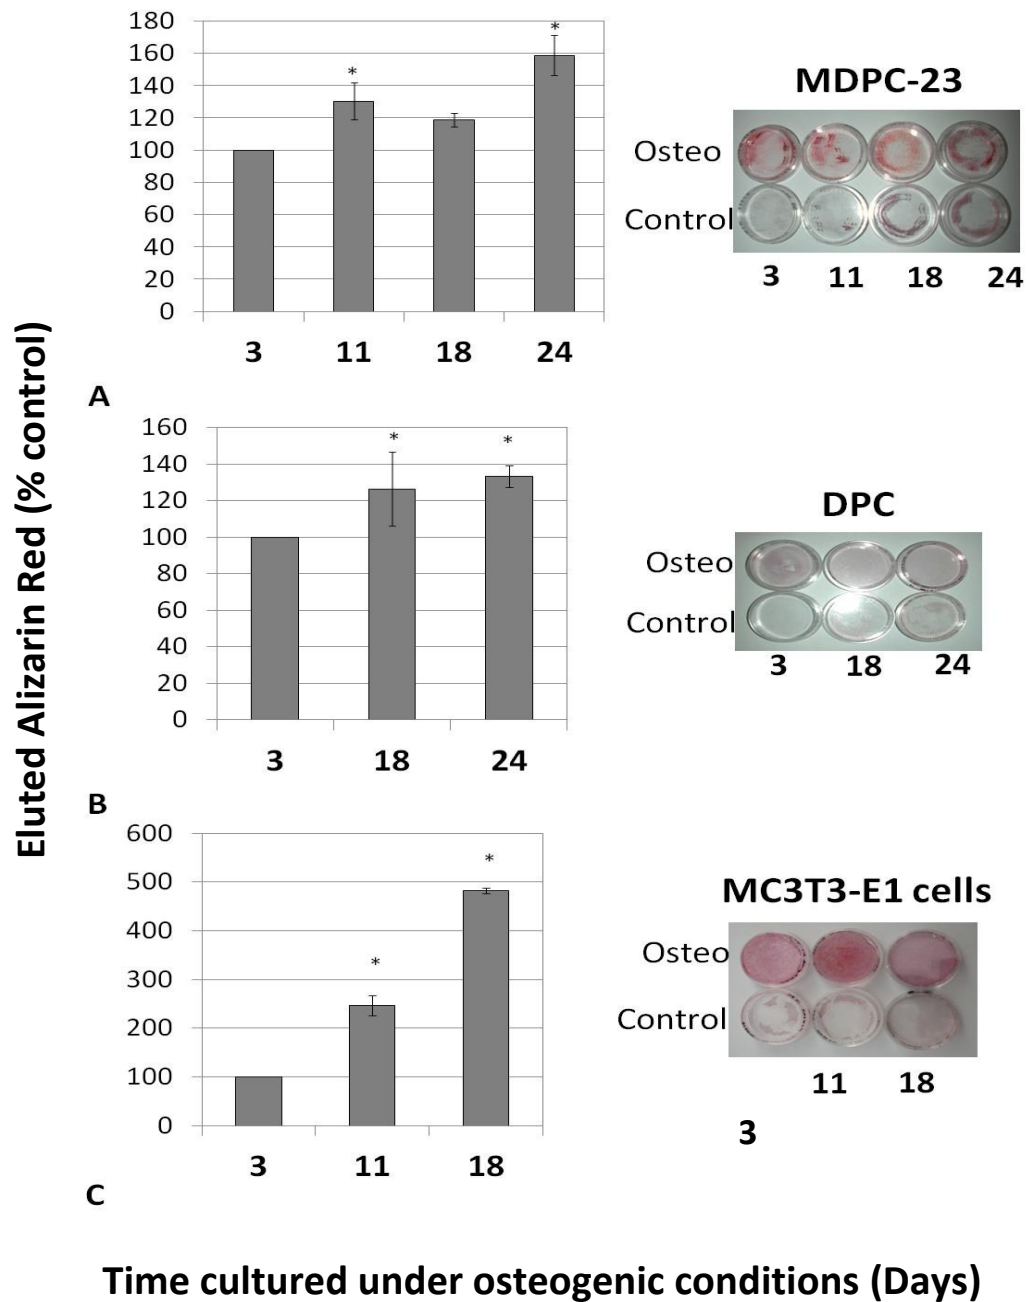 Eluted Alizarin Red (% control)
180
160
140
120
100
80
60
40
20
0
*
*
3 11 18 24
A
MDPC-23
Osteo
Control
3 11 18 24
160
140
120
100
80
60
40
20
0
*
*
3 18 24
B
DPC
Osteo
Control
3 18 24
600
500
400
300
200
100
0
*
*
3 11 18
C
MC3T3-E1 cells
Osteo
Control
11 18
3
Time cultured under osteogenic conditions (Days)